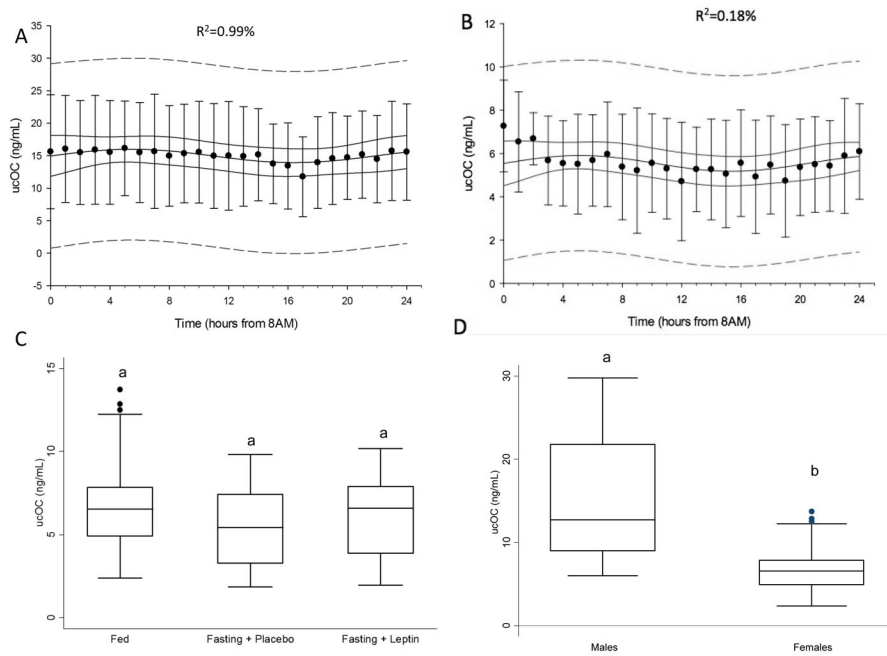 A
R²=0.99%
ucOC (ng/mL)
35
30
25
20
15
10
5
0
-5
0 4 8 12 16 20 24
Time (hours from 8AM)
B
R²=0.18%
ucOC (ng/mL)
12
10
8
6
4
2
0
0 4 8 12 16 20 24
Time (hours from 8AM)
C
ucOC (ng/mL)
15
10
5
0
a
a
a
Fed Fasting + Placebo Fasting + Leptin
D
ucOC (ng/mL)
30
20
10
0
a
b
Males Females